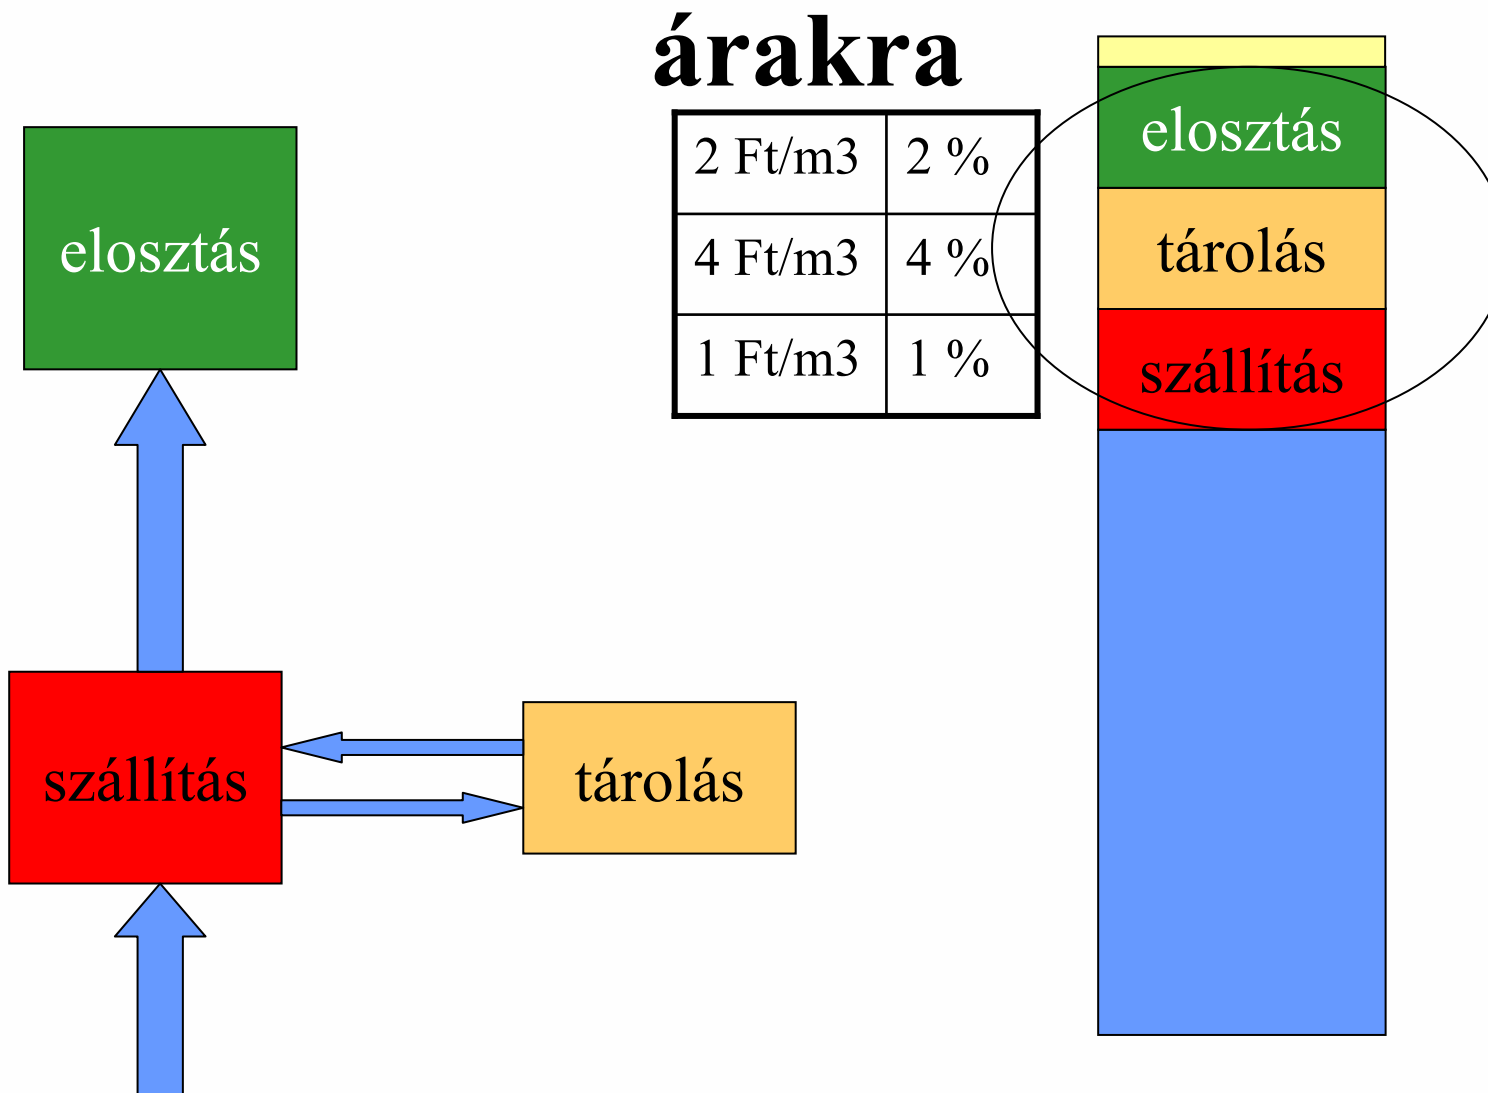 árakra
2 Ft/m3 2 %
4 Ft/m3 4 %
1 Ft/m3 1 %
elosztás
tárolás
szállítás
elosztás
szállítás
tárolás